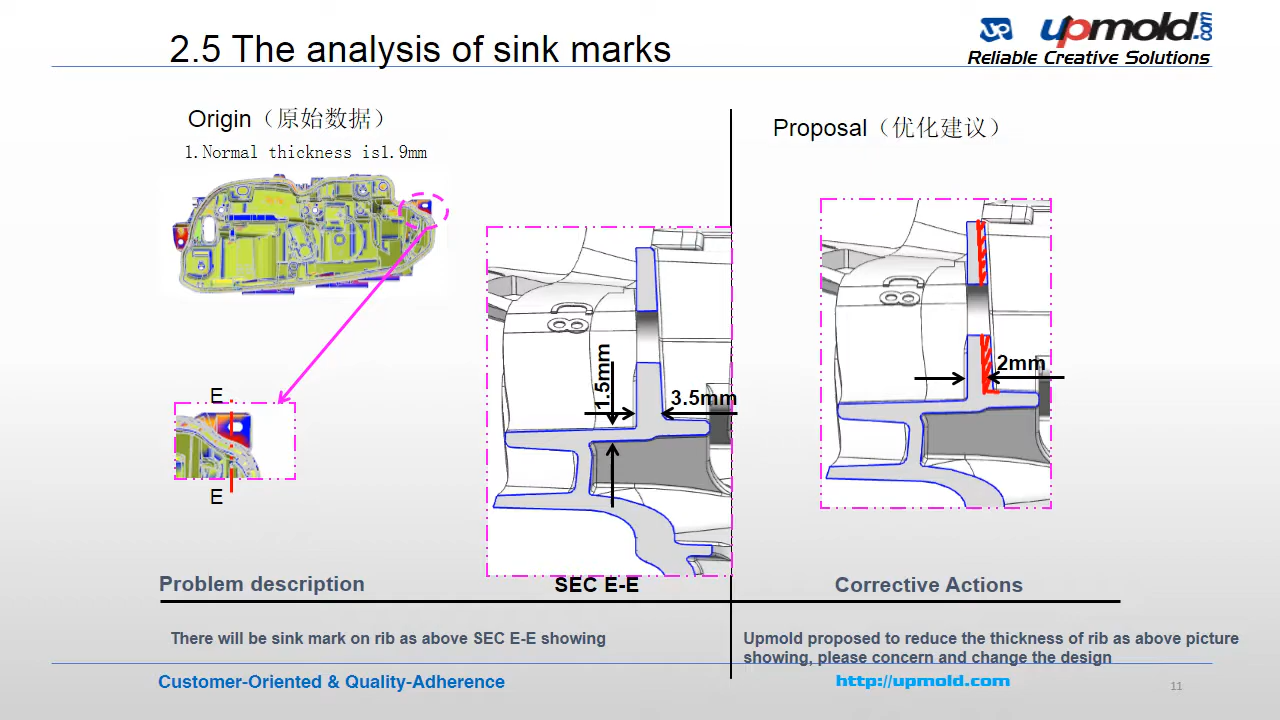 2.5 The analysis of sink marks
up
upmold.com
Reliable Creative Solutions
Origin（原始数据）
1.Normal thickness is1.9mm
Proposal（优化建议）
1.5mm
3.5mm
2mm
E
E
Problem description
SEC E-E
Corrective Actions
There will be sink mark on rib as above SEC E-E showing
Upmold proposed to reduce the thickness of rib as above picture
showing, please concern and change the design
Customer-Oriented & Quality-Adherence
http://upmold.com
11